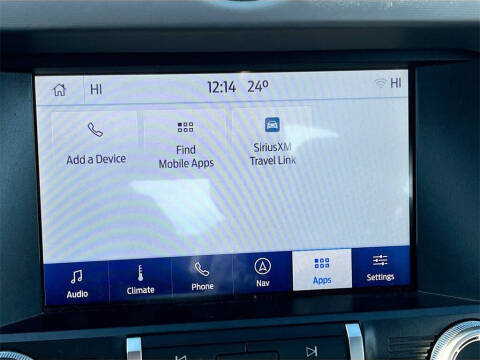 HI 12:14 24° HI
Add a Device
Find
Mobile Apps
SiriusXM
Travel Link
Audio Climate Phone Nav Apps Settings